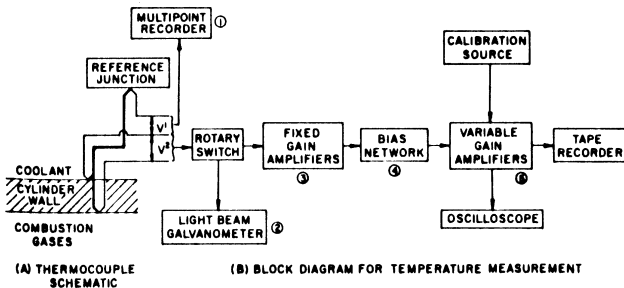 MULTIPOINT
RECORDER
①
REFERENCE
JUNCTION
CALIBRATION
SOURCE
V¹
V²
ROTARY
SWITCH
FIXED
GAIN
AMPLIFIERS
③
BIAS
NETWORK
④
VARIABLE
GAIN
AMPLIFIERS
⑤
TAPE
RECORDER
COOLANT
CYLINDER
WALL
COMBUSTION
GASES
LIGHT BEAM
GALVANOMETER
②
OSCILLOSCOPE
(A) THERMOCOUPLE
SCHEMATIC
(B) BLOCK DIAGRAM FOR TEMPERATURE MEASUREMENT